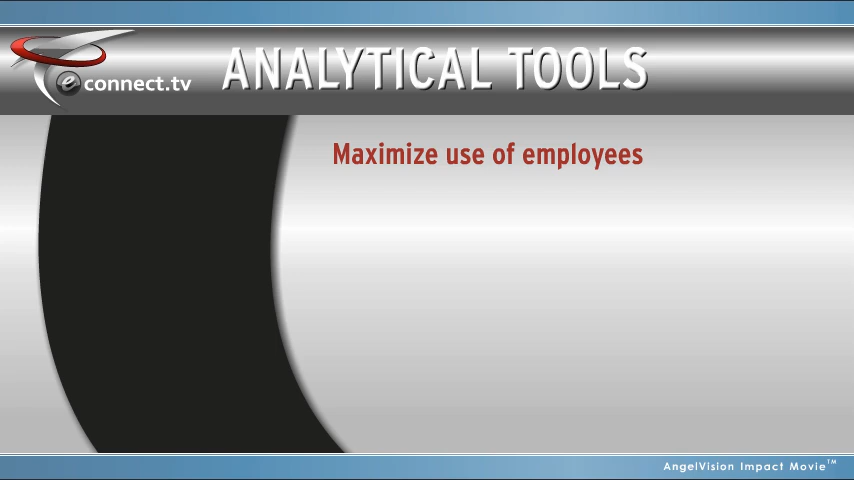 ANALYTICAL TOOLS
e connect.tv
Maximize use of employees
AngelVision Impact Movie™